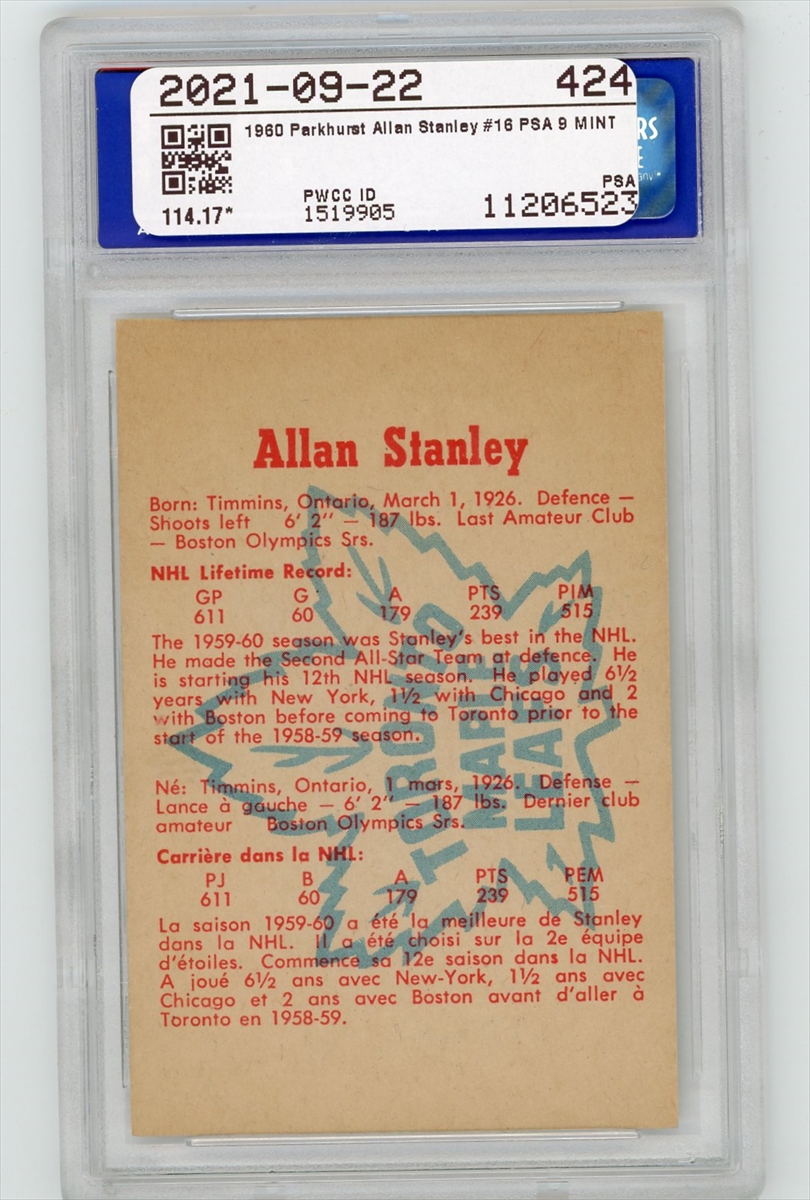 2021-09-22 424
1960 Parkhurst Allan Stanley #16 PSA 9 MINT
PWCC ID PSA
114.17* 1519905 11206523
Allan Stanley
Born: Timmins, Ontario, March 1, 1926. Defence —
Shoots left 6' 2" — 187 lbs. Last Amateur Club
— Boston Olympics Srs.
NHL Lifetime Record:
GP G A PTS PIM
611 60 179 239 515
The 1959-60 season was Stanley's best in the NHL.
He made the Second All-Star Team at defence. He
is starting his 12th NHL season. He played 6½
years with New York, 1½ with Chicago and 2
with Boston before coming to Toronto prior to the
start of the 1958-59 season.
Né: Timmins, Ontario, 1 mars, 1926. Defense —
Lance à gauche — 6' 2" — 187 lbs. Dernier club
amateur Boston Olympics Srs.
Carrière dans la NHL:
PJ B A PTS PEM
611 60 179 239 515
La saison 1959-60 a été la meilleure de Stanley
dans la NHL. Il a été choisi sur la 2e équipe
d'étoiles. Commence sa 12e saison dans la NHL.
A joué 6½ ans avec New-York, 1½ ans avec
Chicago et 2 ans avec Boston avant d'aller à
Toronto en 1958-59.
TORONTO
MAPLE
LEAFS